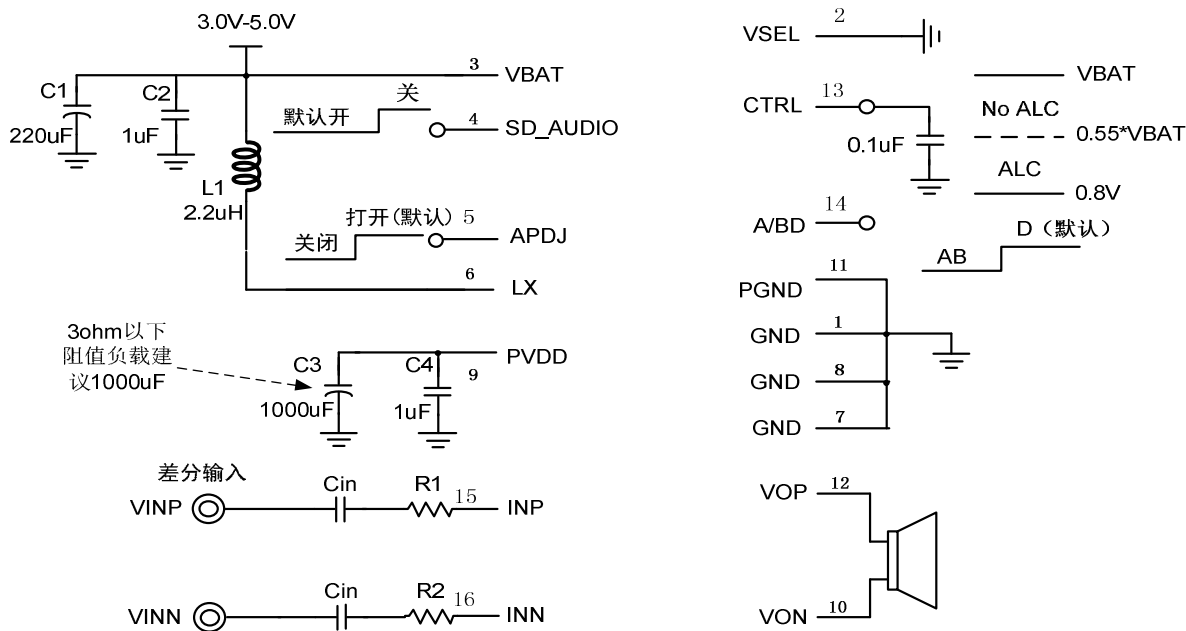 3.0V-5.0V
3
VBAT
C1
C2
220uF
1uF
默认开
关
4
SD_AUDIO
L1
2.2uH
打开(默认)
5
关闭
APDJ
6
LX
3ohm以下
阻值负载建
议1000uF
C3
C4
PVDD
9
1000uF
1uF
差分输入
VINP
Cin
R1
15
INP
VINN
Cin
R2
16
INN
VSEL
2
CTRL
13
0.1uF
VBAT
No ALC
0.55*VBAT
ALC
0.8V
A/BD
14
AB
D（默认）
PGND
11
GND
1
GND
8
GND
7
VOP
12
VON
10